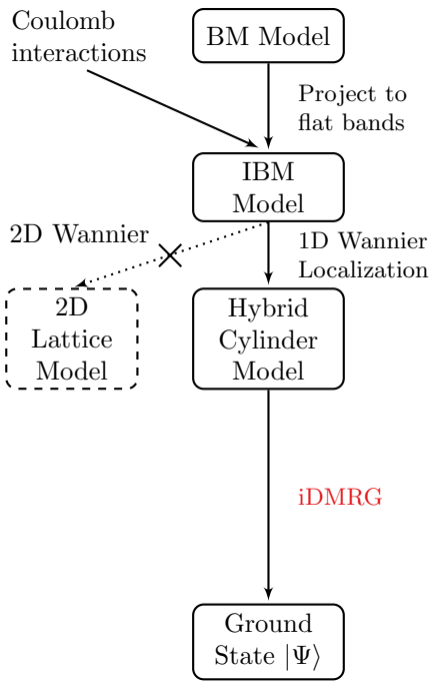 Coulomb
interactions
BM Model
Project to
flat bands
IBM
Model
2D Wannier
1D Wannier
Localization
2D
Lattice
Model
Hybrid
Cylinder
Model
iDMRG
Ground
State |Ψ⟩